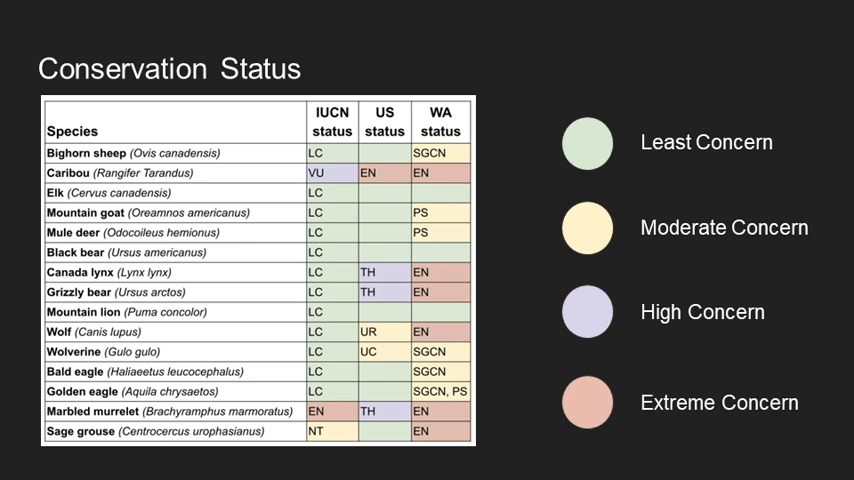 Conservation Status
Species IUCN status US status WA status
Bighorn sheep (Ovis canadensis) LC SGCN
Caribou (Rangifer Tarandus) VU EN EN
Elk (Cervus canadensis) LC
Mountain goat (Oreamnos americanus) LC PS
Mule deer (Odocoileus hemionus) LC PS
Black bear (Ursus americanus) LC
Canada lynx (Lynx lynx) LC TH EN
Grizzly bear (Ursus arctos) LC TH EN
Mountain lion (Puma concolor) LC
Wolf (Canis lupus) LC UR EN
Wolverine (Gulo gulo) LC UC SGCN
Bald eagle (Haliaeetus leucocephalus) LC SGCN
Golden eagle (Aquila chrysaetos) LC SGCN, PS
Marbled murrelet (Brachyramphus marmoratus) EN TH EN
Sage grouse (Centrocercus urophasianus) NT EN
Least Concern
Moderate Concern
High Concern
Extreme Concern